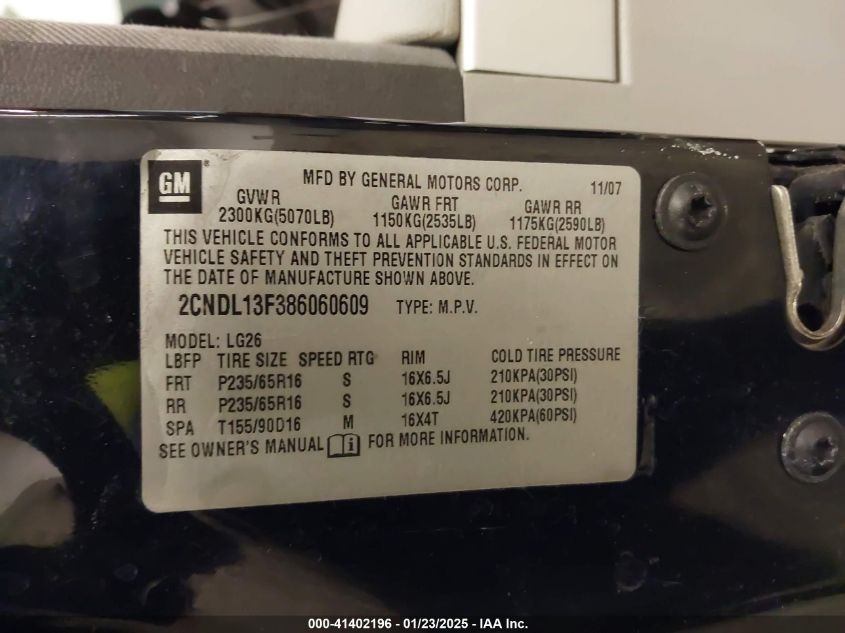 GM
MFD BY GENERAL MOTORS CORP. 11/07
GVWR GAWR FRT GAWR RR
2300KG(5070LB) 1150KG(2535LB) 1175KG(2590LB)
THIS VEHICLE CONFORMS TO ALL APPLICABLE U.S. FEDERAL MOTOR
VEHICLE SAFETY AND THEFT PREVENTION STANDARDS IN EFFECT ON
THE DATE OF MANUFACTURE SHOWN ABOVE.
2CNDL13F386060609 TYPE: M.P.V.
MODEL: LG26
LBFP TIRE SIZE SPEED RTG RIM COLD TIRE PRESSURE
FRT P235/65R16 S 16X6.5J 210KPA(30PSI)
RR P235/65R16 S 16X6.5J 210KPA(30PSI)
SPA T155/90D16 M 16X4T 420KPA(60PSI)
SEE OWNER'S MANUAL i FOR MORE INFORMATION.
000-41402196 - 01/23/2025 - IAA Inc.